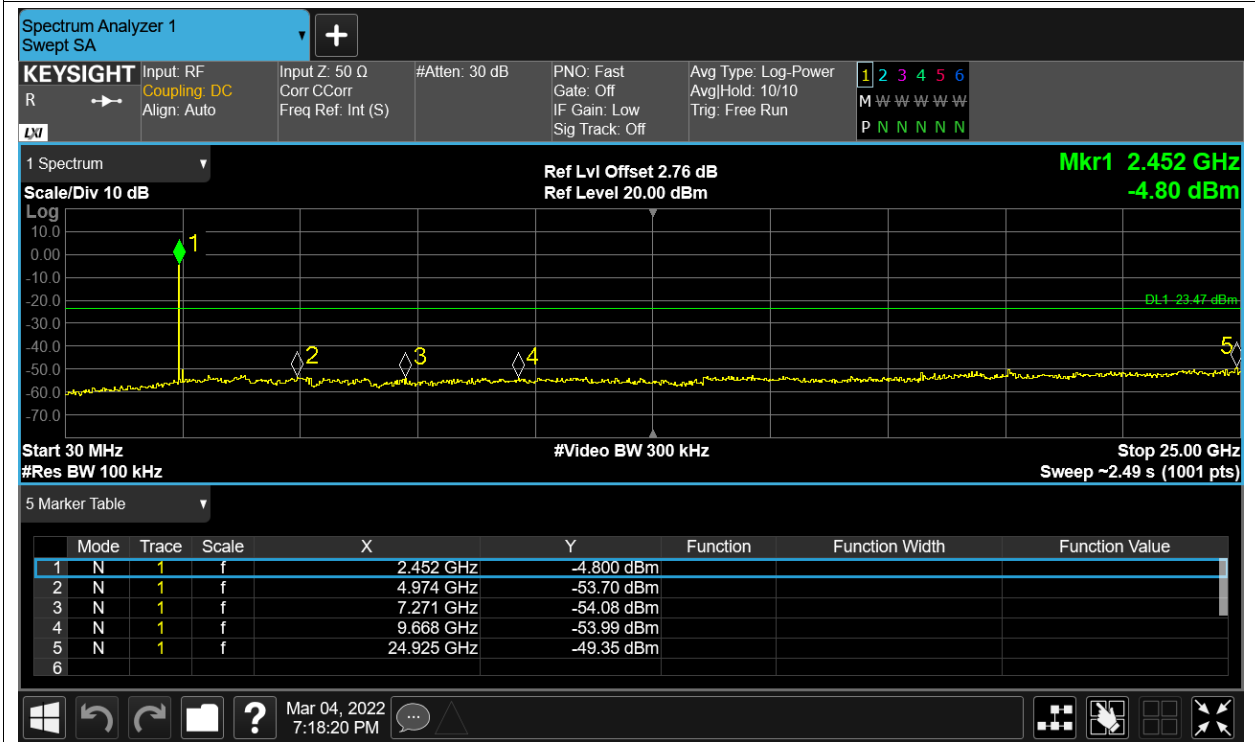 Spectrum Analyzer 1
Swept SA
+
KEYSIGHT
R
LXI
Input: RF
Coupling: DC
Align: Auto
Input Z: 50 Ω
Corr CCorr
Freq Ref: Int (S)
#Atten: 30 dB
PNO: Fast
Gate: Off
IF Gain: Low
Sig Track: Off
Avg Type: Log-Power
Avg|Hold: 10/10
Trig: Free Run
1 2 3 4 5 6
M W W W W W
P N N N N N
1 Spectrum
Scale/Div 10 dB
Ref Lvl Offset 2.76 dB
Ref Level 20.00 dBm
Mkr1 2.452 GHz
-4.80 dBm
Log
10.0
0.00
-10.0
-20.0
-30.0
-40.0
-50.0
-60.0
-70.0
1
2
3
4
5
DL1 -23.47 dBm
Start 30 MHz
#Res BW 100 kHz
#Video BW 300 kHz
Stop 25.00 GHz
Sweep ~2.49 s (1001 pts)
5 Marker Table
Mode Trace Scale X Y Function Function Width Function Value
1 N 1 f 2.452 GHz -4.800 dBm
2 N 1 f 4.974 GHz -53.70 dBm
3 N 1 f 7.271 GHz -54.08 dBm
4 N 1 f 9.668 GHz -53.99 dBm
5 N 1 f 24.925 GHz -49.35 dBm
6
?
Mar 04, 2022
7:18:20 PM